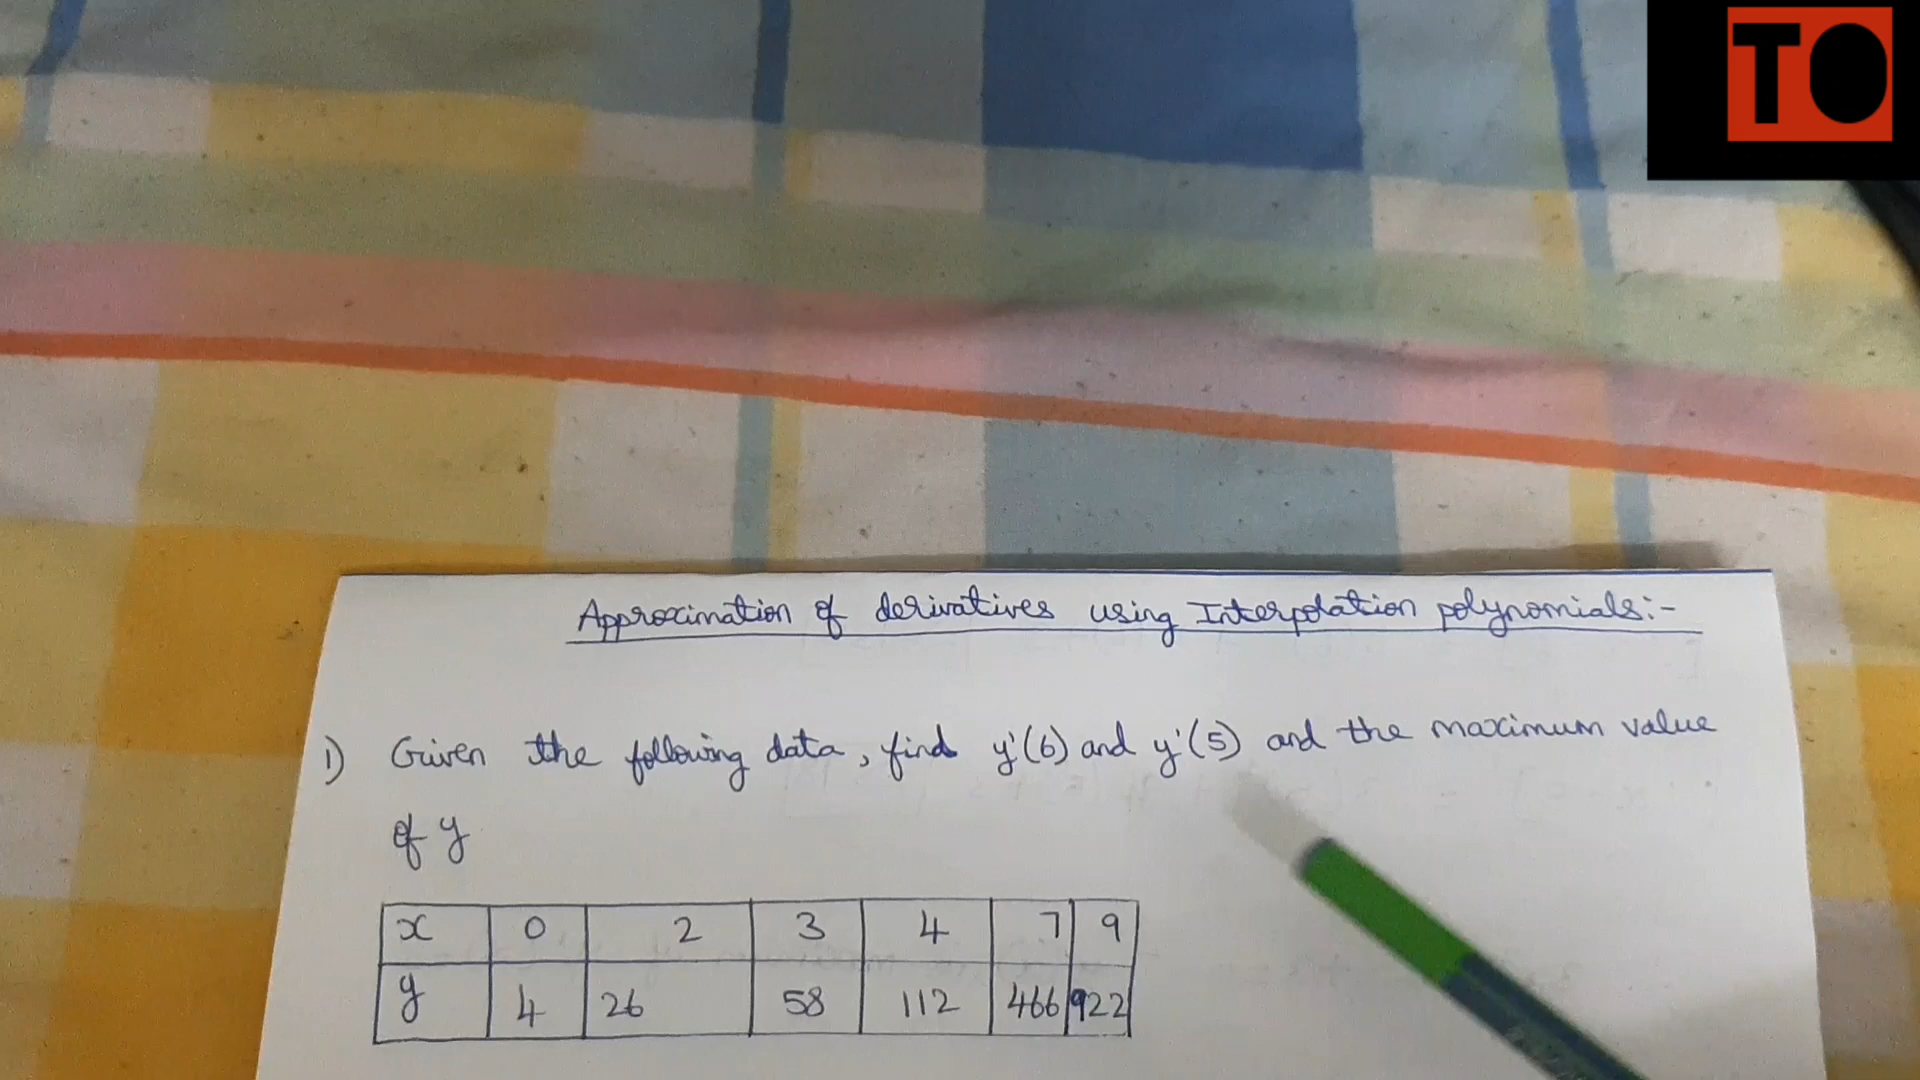 TO
Approximation of derivatives using Interpolation polynomials:-
1) Given the following data, find y'(6) and y'(5) and the maximum value
of y
x 0 2 3 4 7 9
y 4 26 58 112 466 922